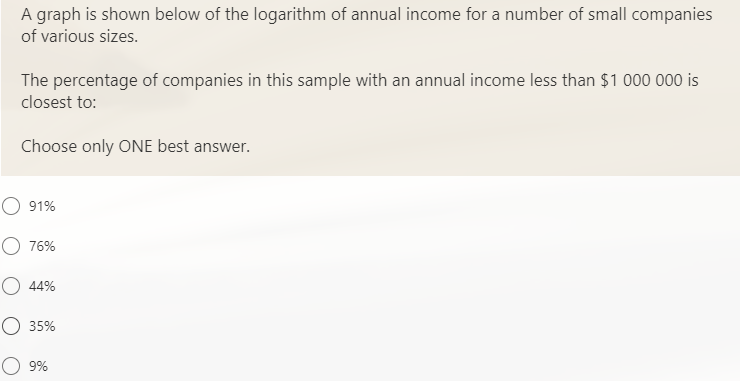 A graph is shown below of the logarithm of annual income for a number of small companies
of various sizes.
The percentage of companies in this sample with an annual income less than $1 000 000 is
closest to:
Choose only ONE best answer.
91%
76%
44%
35%
9%